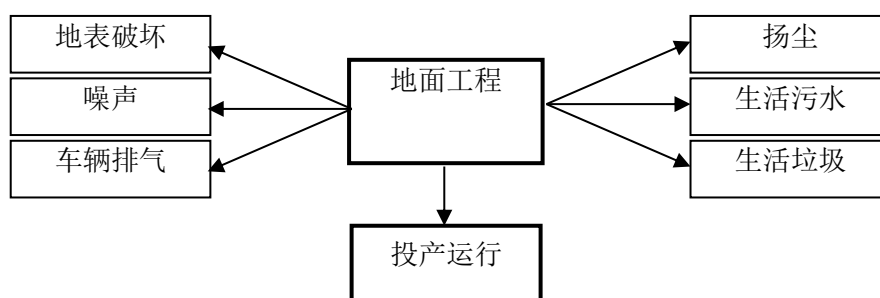 地表破坏
噪声
车辆排气
地面工程
扬尘
生活污水
生活垃圾
投产运行